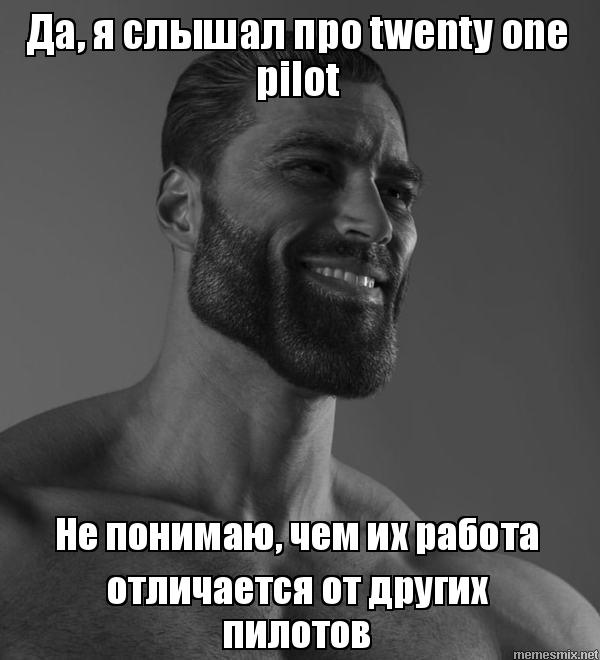 Да, я слышал про twenty one
pilot
Не понимаю, чем их работа
отличается от других
пилотов
memesmix.net